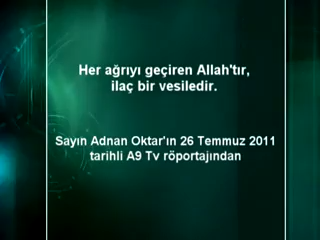 Her ağrıyı geçiren Allah'tır,
ilaç bir vesiledir.
Sayın Adnan Oktar'ın 26 Temmuz 2011
tarihli A9 Tv röportajından